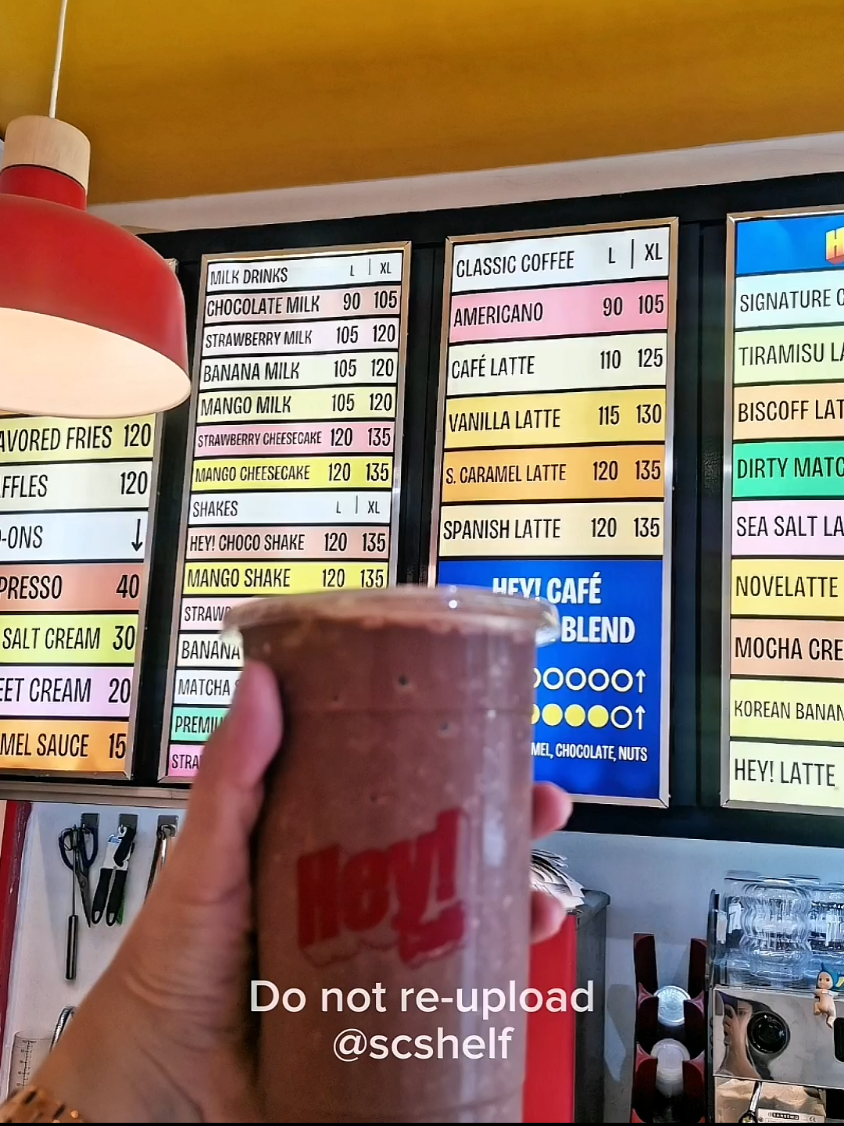 AVORED FRIES 120
FFLES 120
-ONS ↓
PRESSO 40
SALT CREAM 30
EET CREAM 20
MEL SAUCE 15
MILK DRINKS L | XL
CHOCOLATE MILK 90 105
STRAWBERRY MILK 105 120
BANANA MILK 105 120
MANGO MILK 105 120
STRAWBERRY CHEESECAKE 120 135
MANGO CHEESECAKE 120 135
SHAKES L | XL
HEY! CHOCO SHAKE 120 135
MANGO SHAKE 120 135
STRAWB
BANANA
MATCHA
PREMIU
STRA
CLASSIC COFFEE L | XL
AMERICANO 90 105
CAFÉ LATTE 110 125
VANILLA LATTE 115 130
S. CARAMEL LATTE 120 135
SPANISH LATTE 120 135
HEY! CAFÉ
BLEND
MEL, CHOCOLATE, NUTS
H
SIGNATURE C
TIRAMISU LA
BISCOFF LAT
DIRTY MATC
SEA SALT LA
NOVELATTE
MOCHA CRE
KOREAN BANAN
HEY! LATTE
Hey!
Do not re-upload
@scshelf